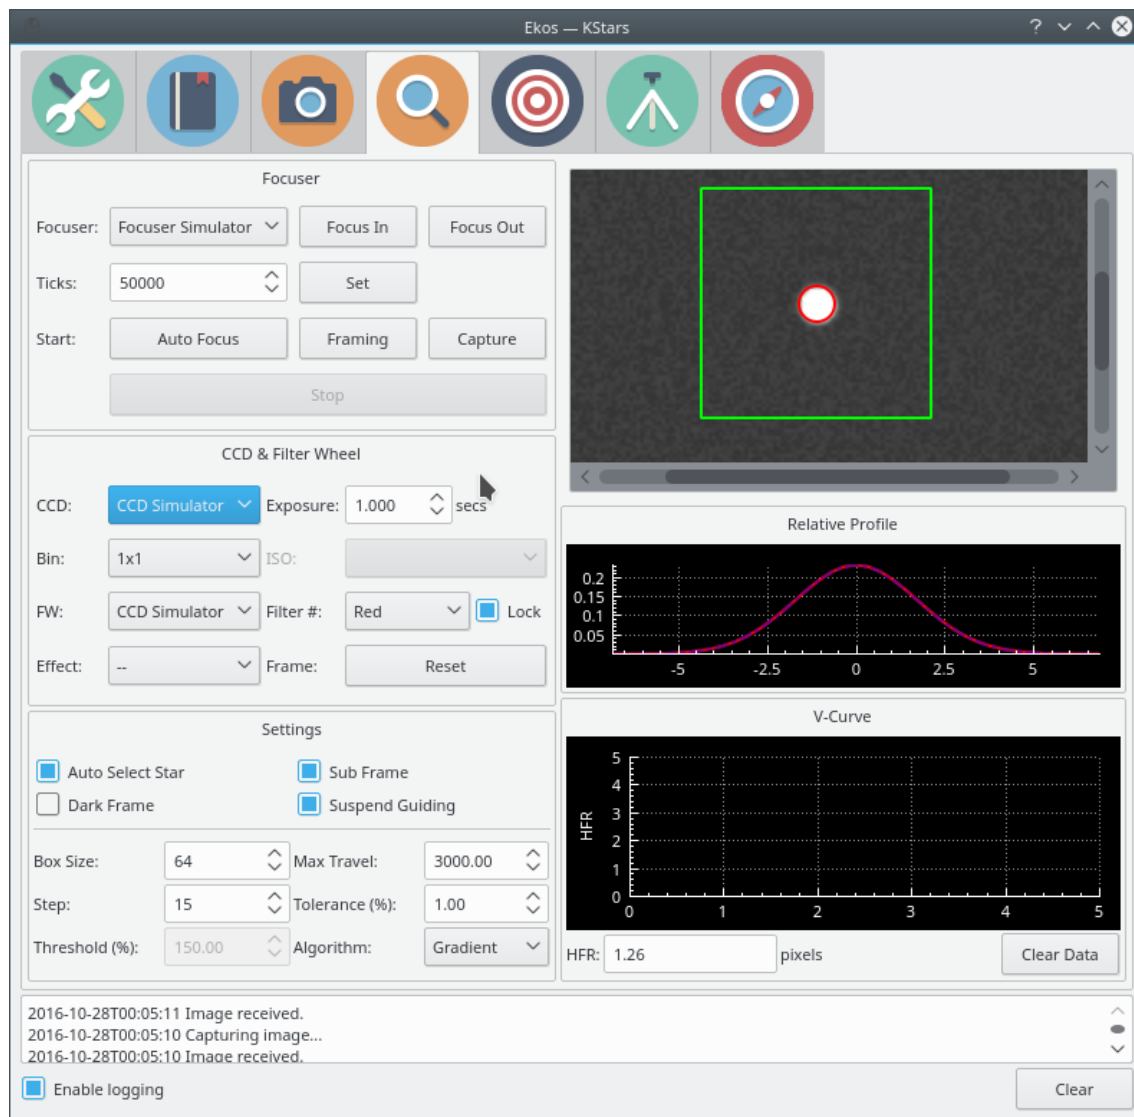 Ekos — KStars
Focuser
Focuser: Focuser Simulator Focus In Focus Out
Ticks: 50000 Set
Start: Auto Focus Framing Capture
Stop
CCD & Filter Wheel
CCD: CCD Simulator Exposure: 1.000 secs
Bin: 1x1 ISO:
FW: CCD Simulator Filter #: Red Lock
Effect: -- Frame: Reset
Settings
Auto Select Star Sub Frame
Dark Frame Suspend Guiding
Box Size: 64 Max Travel: 3000.00
Step: 15 Tolerance (%): 1.00
Threshold (%): 150.00 Algorithm: Gradient
Relative Profile
0.2
0.15
0.1
0.05
-5 -2.5 0 2.5 5
V-Curve
HFR
5
4
3
2
1
0
0 1 2 3 4 5
HFR: 1.26 pixels Clear Data
2016-10-28T00:05:11 Image received.
2016-10-28T00:05:10 Capturing image...
2016-10-28T00:05:10 Image received.
Enable logging Clear